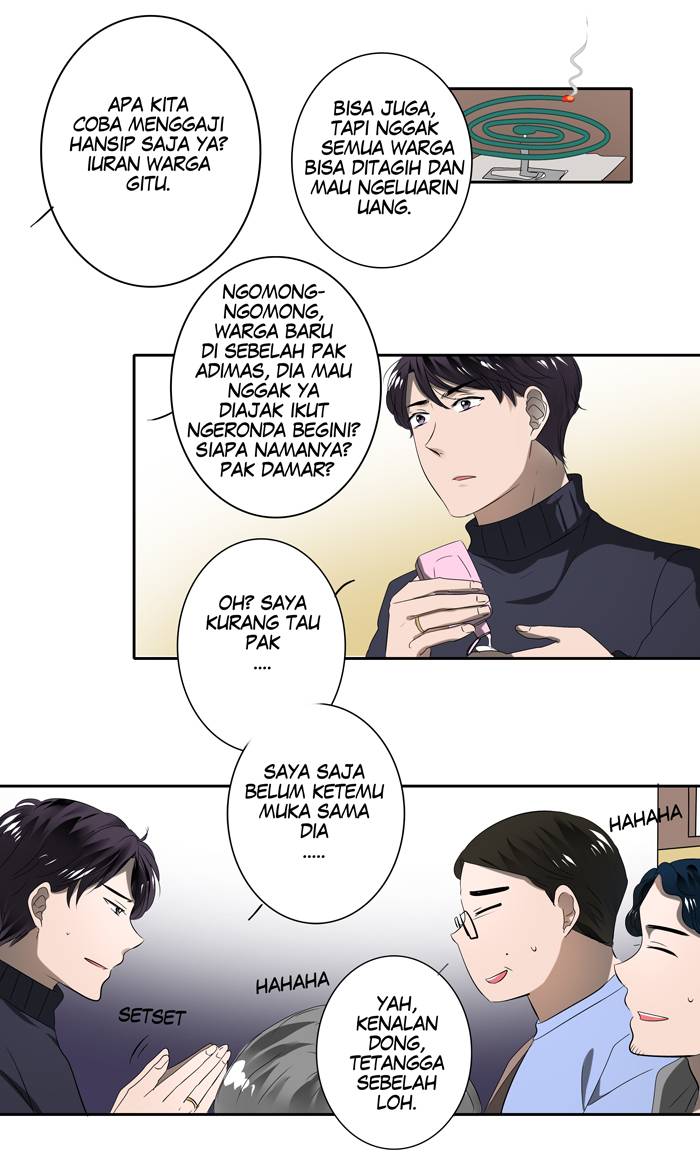 APA KITA
COBA MENGGAJI
HANSIP SAJA YA?
IURAN WARGA
GITU.
BISA JUGA,
TAPI NGGAK
SEMUA WARGA
BISA DITAGIH DAN
MAU NGELUARIN
UANG.
NGOMONG-
NGOMONG,
WARGA BARU
DI SEBELAH PAK
ADIMAS, DIA MAU
NGGAK YA
DIAJAK IKUT
NGERONDA BEGINI?
SIAPA NAMANYA?
PAK DAMAR?
OH? SAYA
KURANG TAU
PAK
....
SAYA SAJA
BELUM KETEMU
MUKA SAMA
DIA
.....
HAHAHA
HAHAHA
SETSET
YAH,
KENALAN
DONG,
TETANGGA
SEBELAH
LOH.